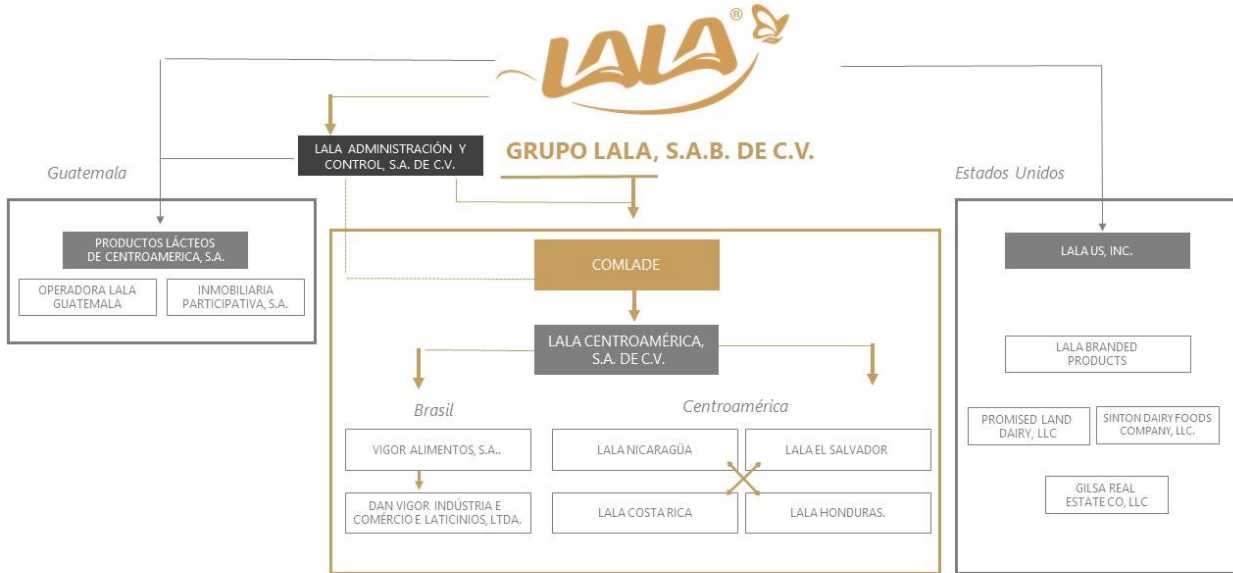 LALA®
LALA ADMINISTRACIÓN Y
CONTROL, S.A. DE C.V.
GRUPO LALA, S.A.B. DE C.V.
Guatemala
Estados Unidos
PRODUCTOS LÁCTEOS
DE CENTROAMERICA, S.A.
OPERADORA LALA
GUATEMALA
INMOBILIARIA
PARTICIPATIVA, S.A.
COMLADE
LALA CENTROAMÉRICA,
S.A. DE C.V.
Brasil
Centroamérica
VIGOR ALIMENTOS, S.A..
DAN VIGOR INDÚSTRIA E
COMÉRCIO E LATICINIOS, LTDA.
LALA NICARAGÜA
LALA EL SALVADOR
LALA COSTA RICA
LALA HONDURAS.
LALA US, INC.
LALA BRANDED
PRODUCTS
PROMISED LAND
DAIRY, LLC
SINTON DAIRY FOODS
COMPANY, LLC.
GILSA REAL
ESTATE CO, LLC